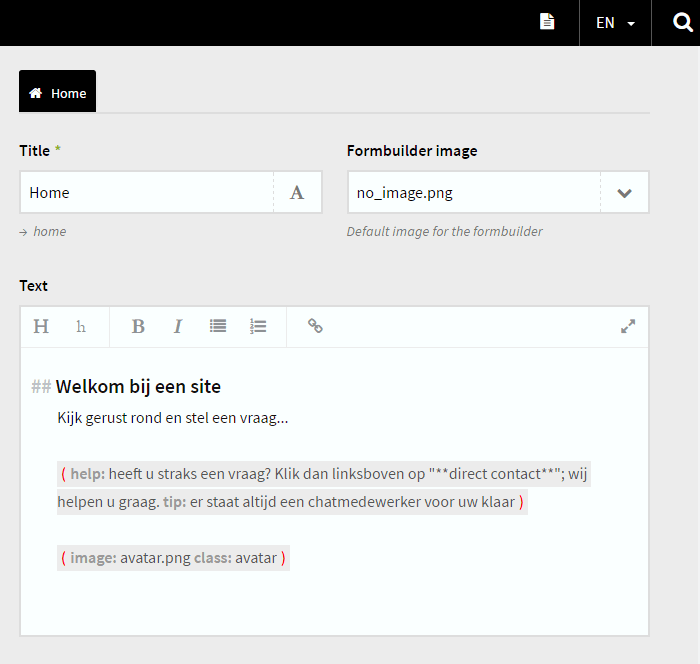 EN
Home
Title *
Formbuilder image
Home
A
no_image.png
→ home
Default image for the formbuilder
Text
H h B I
## Welkom bij een site
Kijk gerust rond en stel een vraag...
( help: heeft u straks een vraag? Klik dan linksboven op "**direct contact**"; wij
helpen u graag. tip: er staat altijd een chatmedewerker voor uw klaar )
( image: avatar.png class: avatar )